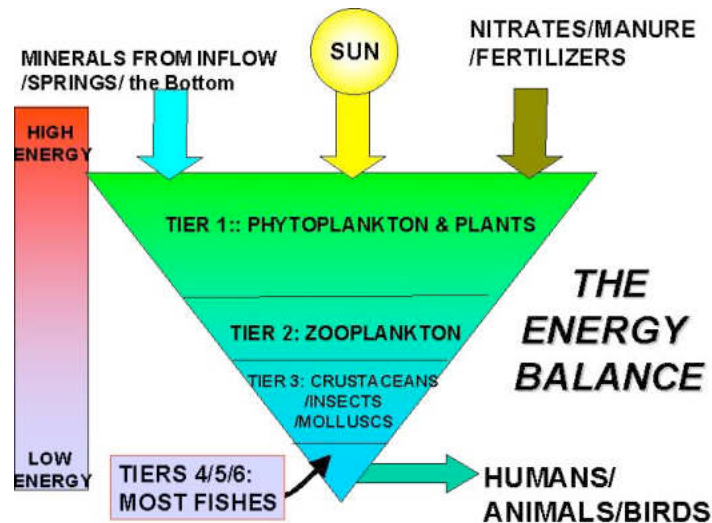 MINERALS FROM INFLOW
/SPRINGS/ the Bottom
SUN
NITRATES/MANURE
/FERTILIZERS
HIGH
ENERGY
TIER 1:: PHYTOPLANKTON & PLANTS
TIER 2: ZOOPLANKTON
TIER 3: CRUSTACEANS
/INSECTS
/MOLLUSCS
THE
ENERGY
BALANCE
LOW
ENERGY
TIERS 4/5/6:
MOST FISHES
HUMANS/
ANIMALS/BIRDS